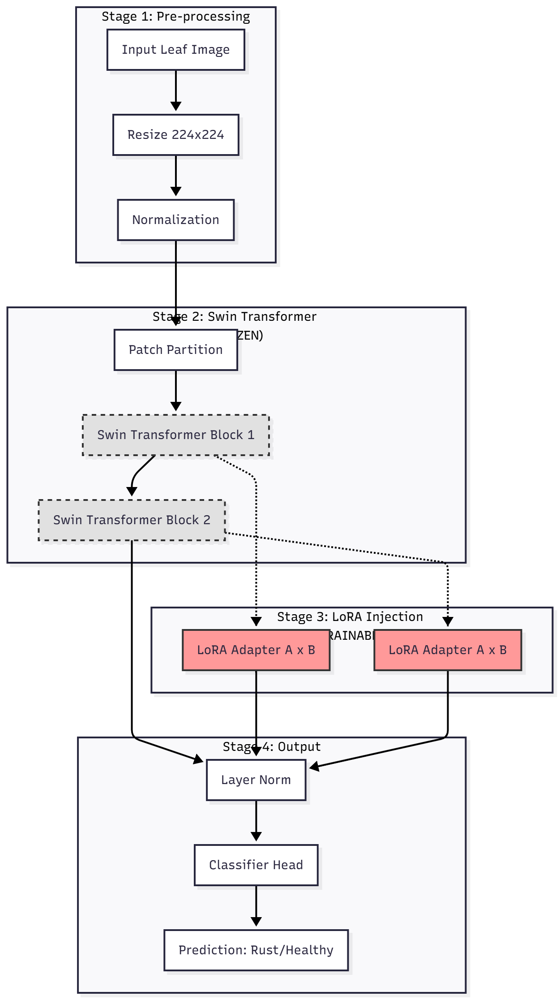 Stage 1: Pre-processing
Input Leaf Image
Resize 224x224
Normalization
Stage 2: Swin Transformer
ZEN)
Patch Partition
Swin Transformer Block 1
Swin Transformer Block 2
Stage 3: LoRA Injection
LoRA Adapter A x B
LoRA Adapter A x B
Stage 4: Output
Layer Norm
Classifier Head
Prediction: Rust/Healthy